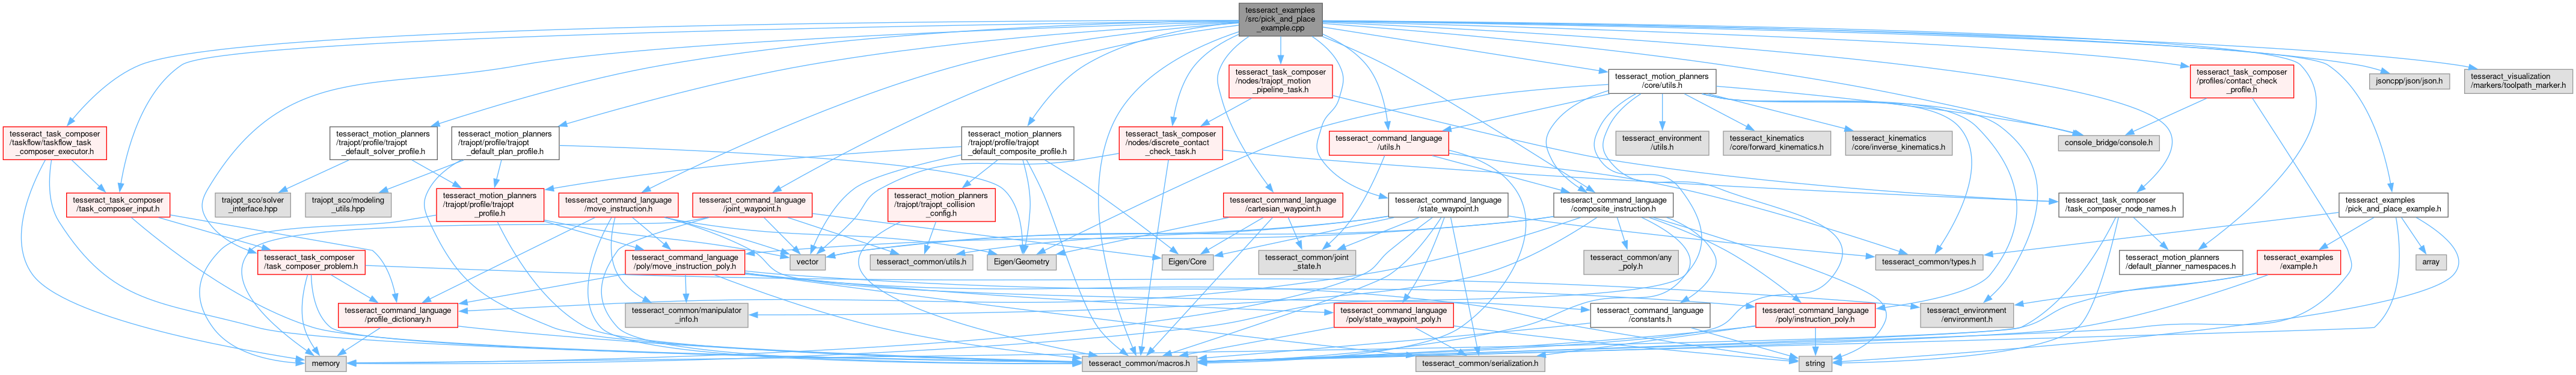 tesseract_examples
/src/pick_and_place
_example.cpp
tesseract_task_composer
/nodes/trajopt_motion
_pipeline_task.h
tesseract_motion_planners
/core/utils.h
tesseract_task_composer
/profiles/contact_check
_profile.h
jsoncpp/json/json.h
tesseract_visualization
/markers/toolpath_marker.h
tesseract_task_composer
/taskflow/taskflow_task
_composer_executor.h
tesseract_motion_planners
/trajopt/profile/trajopt
_default_solver_profile.h
tesseract_motion_planners
/trajopt/profile/trajopt
_default_plan_profile.h
tesseract_motion_planners
/trajopt/profile/trajopt
_default_composite_profile.h
tesseract_task_composer
/nodes/discrete_contact
_check_task.h
tesseract_command_language
/utils.h
tesseract_environment
/utils.h
tesseract_kinematics
/core/forward_kinematics.h
tesseract_kinematics
/core/inverse_kinematics.h
console_bridge/console.h
tesseract_task_composer
/task_composer_input.h
trajopt_sco/solver
_interface.hpp
trajopt_sco/modeling
_utils.hpp
tesseract_motion_planners
/trajopt/profile/trajopt
_profile.h
tesseract_command_language
/move_instruction.h
tesseract_command_language
/joint_waypoint.h
tesseract_motion_planners
/trajopt/trajopt_collision
_config.h
tesseract_command_language
/cartesian_waypoint.h
tesseract_command_language
/state_waypoint.h
tesseract_command_language
/composite_instruction.h
tesseract_task_composer
/task_composer_node_names.h
tesseract_examples
/pick_and_place_example.h
tesseract_task_composer
/task_composer_problem.h
tesseract_command_language
/poly/move_instruction_poly.h
vector
tesseract_common/utils.h
Eigen/Geometry
Eigen/Core
tesseract_common/joint
_state.h
tesseract_common/any
_poly.h
tesseract_common/types.h
tesseract_motion_planners
/default_planner_namespaces.h
tesseract_examples
/example.h
array
tesseract_command_language
/profile_dictionary.h
tesseract_common/manipulator
_info.h
tesseract_command_language
/poly/state_waypoint_poly.h
tesseract_command_language
/constants.h
tesseract_command_language
/poly/instruction_poly.h
tesseract_environment
/environment.h
memory
tesseract_common/macros.h
tesseract_common/serialization.h
string